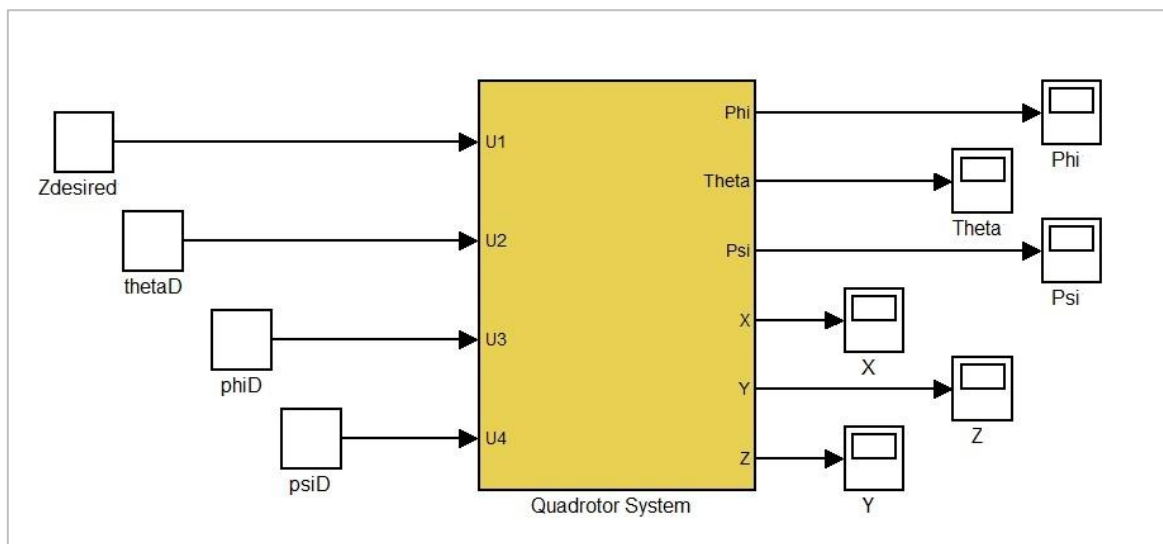 Zdesired
thetaD
phiD
psiD
U1
U2
U3
U4
Phi
Theta
Psi
X
Y
Z
Quadrotor System
Phi
Theta
Psi
X
Z
Y